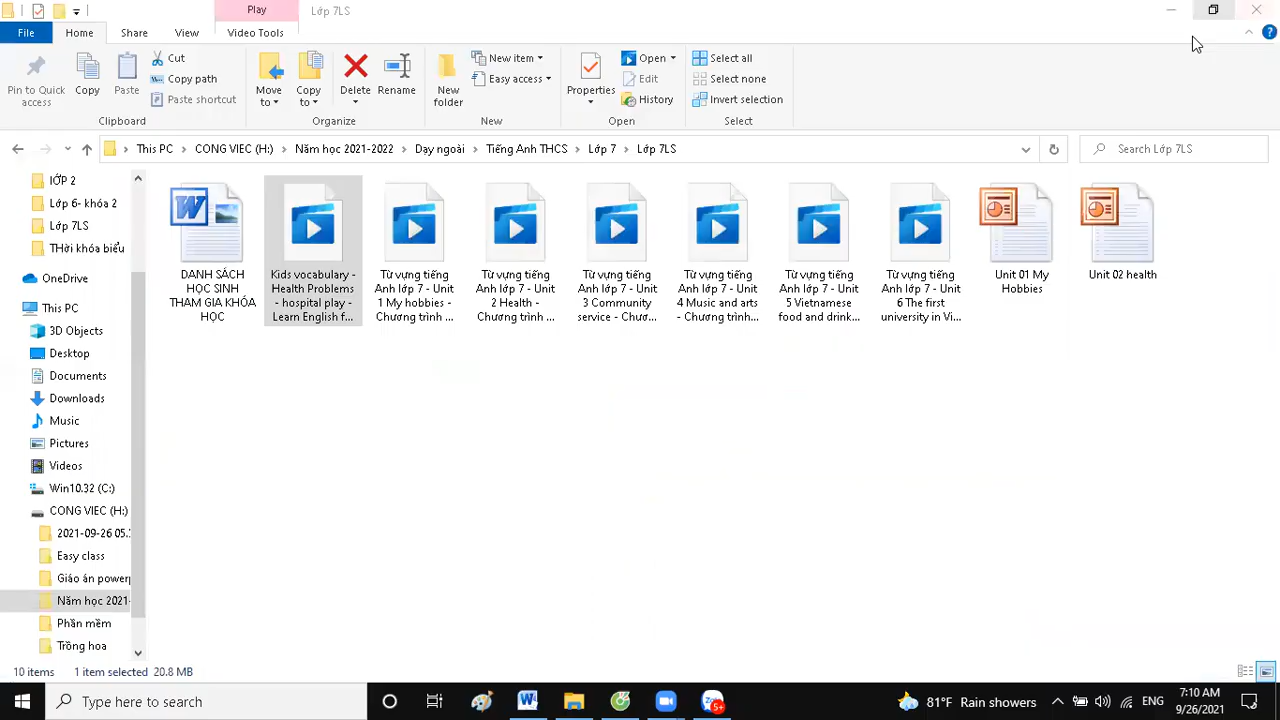 Play
Lớp 7LS
File
Home
Share
View
Video Tools
Pin to Quick
access
Copy
Paste
Cut
Copy path
Paste shortcut
Clipboard
Move
to
Copy
to
Delete
Rename
Organize
New
folder
New item
Easy access
New
Properties
Open
Edit
History
Open
Select all
Select none
Invert selection
Select
This PC
CONG VIEC (H:)
Năm học 2021-2022
Dạy ngoài
Tiếng Anh THCS
Lớp 7
Lớp 7LS
Search Lớp 7LS
lỚP 2
Lớp 6- khóa 2
Lớp 7LS
THời khóa biểu
OneDrive
This PC
3D Objects
Desktop
Documents
Downloads
Music
Pictures
Videos
Win10.32 (C:)
CONG VIEC (H:)
2021-09-26 05.
Easy class
Giáo án powerp
Năm học 2021-
Phần mềm
Trồng hoa
DANH SÁCH
HỌC SINH
THAM GIA KHÓA
HỌC
Kids vocabulary -
Health Problems
- hospital play -
Learn English f...
Từ vựng tiếng
Anh lớp 7 - Unit
1 My hobbies -
Chương trình ...
Từ vựng tiếng
Anh lớp 7 - Unit
2 Health -
Chương trình ...
Từ vựng tiếng
Anh lớp 7 - Unit
3 Community
service - Chươ...
Từ vựng tiếng
Anh lớp 7 - Unit
4 Music and arts
- Chương trình...
Từ vựng tiếng
Anh lớp 7 - Unit
5 Vietnamese
food and drink...
Từ vựng tiếng
Anh lớp 7 - Unit
6 The first
university in Vi...
Unit 01 My
Hobbies
Unit 02 health
10 items
1 item selected 20.8 MB
Type here to search
Zalo
5+
81°F Rain showers
ENG
7:10 AM
9/26/2021